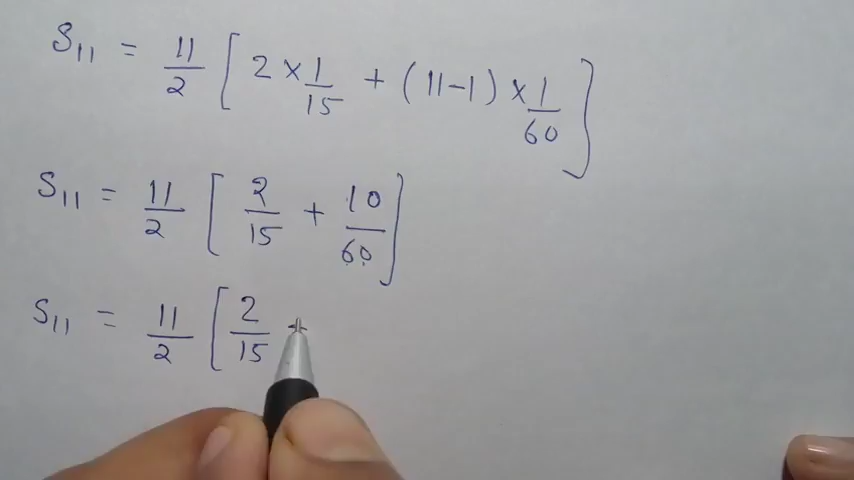 S₁₁ = 11/2 [ 2 × 1/15 + (11-1) × 1/60 ]
S₁₁ = 11/2 [ 2/15 + 10/60 ]
S₁₁ = 11/2 [ 2/15 +